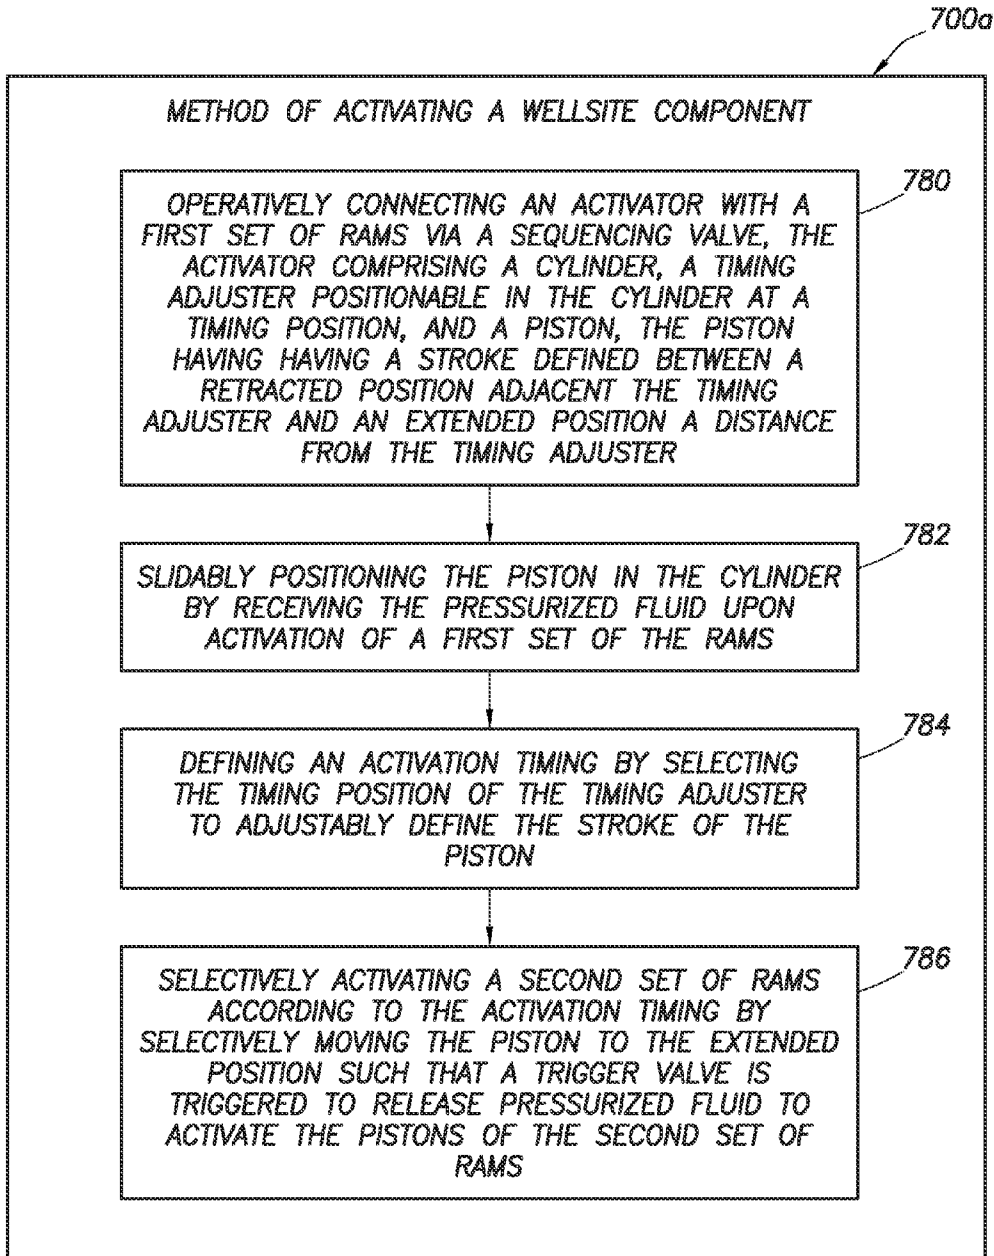 700a
METHOD OF ACTIVATING A WELLSITE COMPONENT
780
OPERATIVELY CONNECTING AN ACTIVATOR WITH A
FIRST SET OF RAMS VIA A SEQUENCING VALVE, THE
ACTIVATOR COMPRISING A CYLINDER, A TIMING
ADJUSTER POSITIONABLE IN THE CYLINDER AT A
TIMING POSITION, AND A PISTON, THE PISTON
HAVING HAVING A STROKE DEFINED BETWEEN A
RETRACTED POSITION ADJACENT THE TIMING
ADJUSTER AND AN EXTENDED POSITION A DISTANCE
FROM THE TIMING ADJUSTER
782
SLIDABLY POSITIONING THE PISTON IN THE CYLINDER
BY RECEIVING THE PRESSURIZED FLUID UPON
ACTIVATION OF A FIRST SET OF THE RAMS
784
DEFINING AN ACTIVATION TIMING BY SELECTING
THE TIMING POSITION OF THE TIMING ADJUSTER
TO ADJUSTABLY DEFINE THE STROKE OF THE
PISTON
786
SELECTIVELY ACTIVATING A SECOND SET OF RAMS
ACCORDING TO THE ACTIVATION TIMING BY
SELECTIVELY MOVING THE PISTON TO THE EXTENDED
POSITION SUCH THAT A TRIGGER VALVE IS
TRIGGERED TO RELEASE PRESSURIZED FLUID TO
ACTIVATE THE PISTONS OF THE SECOND SET OF
RAMS